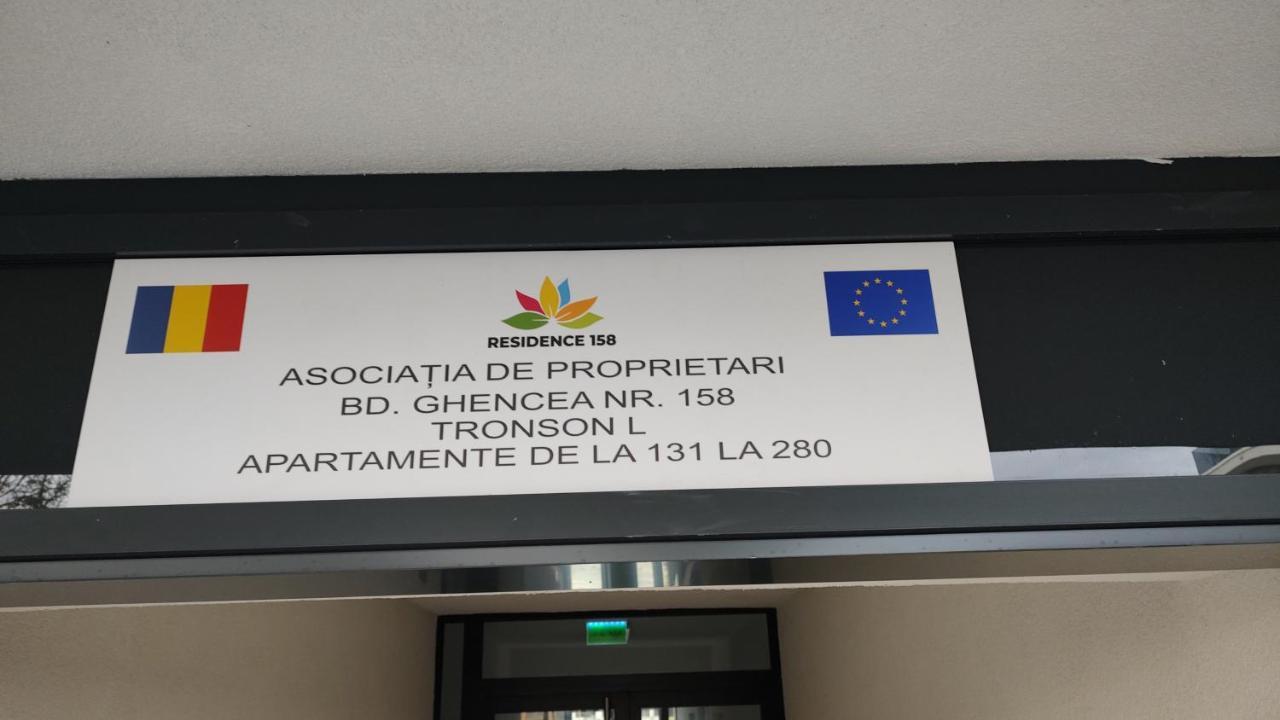 RESIDENCE 158
ASOCIAȚIA DE PROPRIETARI
BD. GHENCEA NR. 158
TRONSON L
APARTAMENTE DE LA 131 LA 280